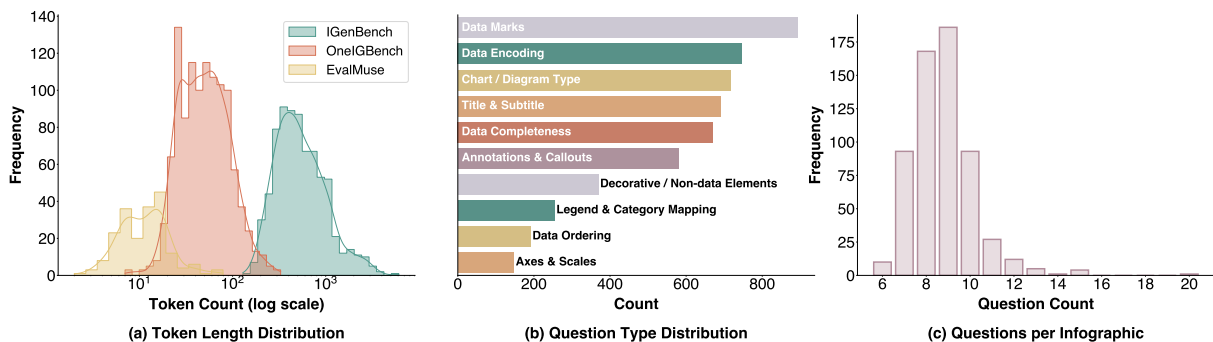 140
120
100
80
60
40
20
0
Frequency
IGenBench
OneIGBench
EvalMuse
10¹
10²
10³
Token Count (log scale)
(a) Token Length Distribution
Data Marks
Data Encoding
Chart / Diagram Type
Title & Subtitle
Data Completeness
Annotations & Callouts
Decorative / Non-data Elements
Legend & Category Mapping
Data Ordering
Axes & Scales
0 200 400 600 800
Count
(b) Question Type Distribution
175
150
125
100
75
50
25
0
Frequency
6 8 10 12 14 16 18 20
Question Count
(c) Questions per Infographic